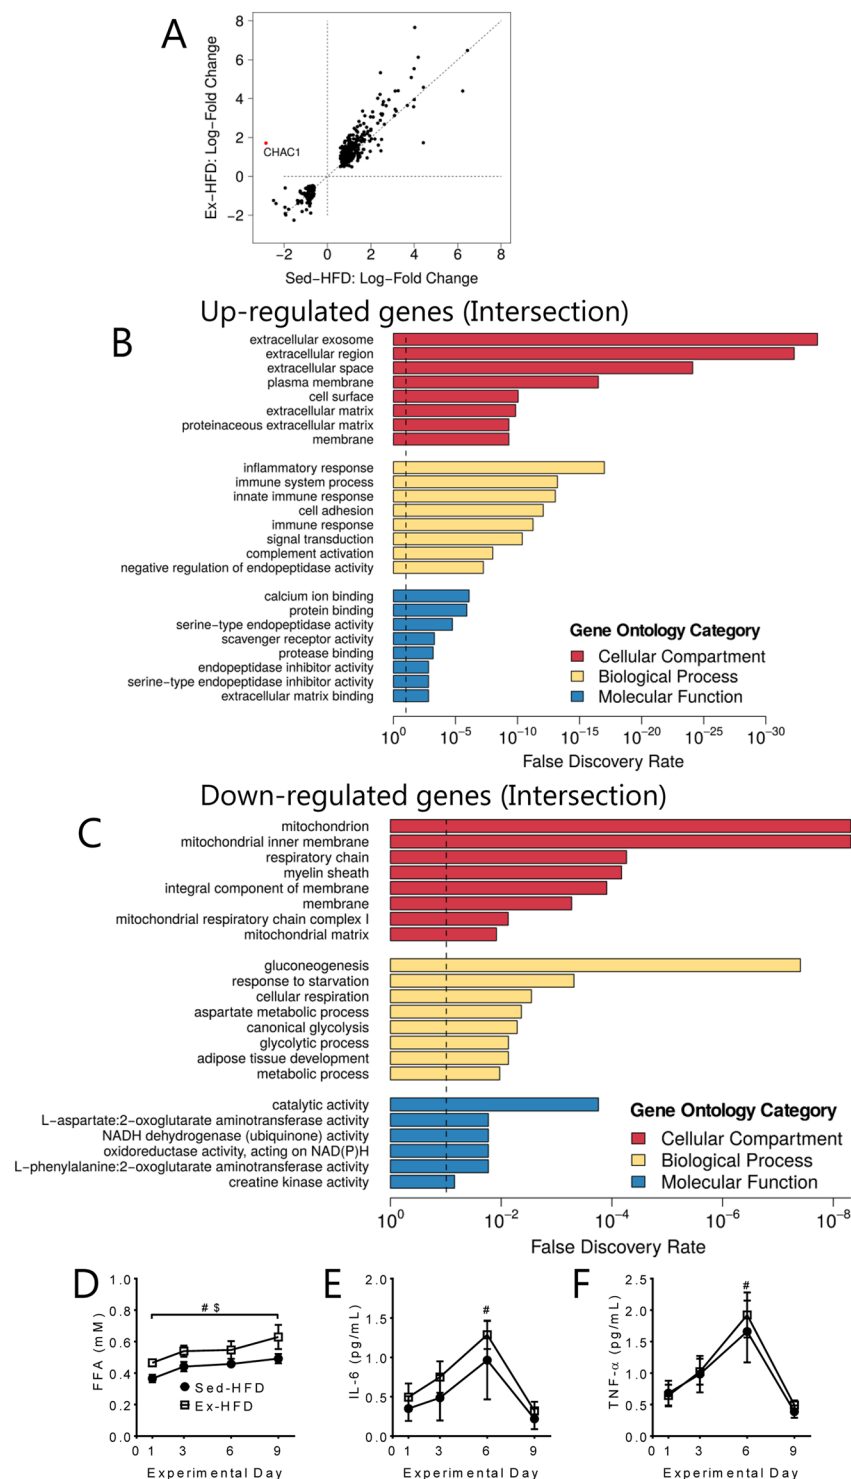 A
Ex−HFD: Log−Fold Change
8
6
4
2
0
−2
CHAC1
−2 0 2 4 6 8
Sed−HFD: Log−Fold Change
Up-regulated genes (Intersection)
B
extracellular exosome
extracellular region
extracellular space
plasma membrane
cell surface
extracellular matrix
proteinaceous extracellular matrix
membrane
inflammatory response
immune system process
innate immune response
cell adhesion
immune response
signal transduction
complement activation
negative regulation of endopeptidase activity
calcium ion binding
protein binding
serine−type endopeptidase activity
scavenger receptor activity
protease binding
endopeptidase inhibitor activity
serine−type endopeptidase inhibitor activity
extracellular matrix binding
Gene Ontology Category
Cellular Compartment
Biological Process
Molecular Function
10⁰ 10⁻⁵ 10⁻¹⁰ 10⁻¹⁵ 10⁻²⁰ 10⁻²⁵ 10⁻³⁰
False Discovery Rate
Down-regulated genes (Intersection)
C
mitochondrion
mitochondrial inner membrane
respiratory chain
myelin sheath
integral component of membrane
membrane
mitochondrial respiratory chain complex I
mitochondrial matrix
gluconeogenesis
response to starvation
cellular respiration
aspartate metabolic process
canonical glycolysis
glycolytic process
adipose tissue development
metabolic process
catalytic activity
L−aspartate:2−oxoglutarate aminotransferase activity
NADH dehydrogenase (ubiquinone) activity
oxidoreductase activity, acting on NAD(P)H
L−phenylalanine:2−oxoglutarate aminotransferase activity
creatine kinase activity
Gene Ontology Category
Cellular Compartment
Biological Process
Molecular Function
10⁰ 10⁻² 10⁻⁴ 10⁻⁶ 10⁻⁸
False Discovery Rate
D
FFA (mM)
1.0
0.8
0.6
0.4
0.2
0.0
# $
Sed-HFD
Ex-HFD
0 1 3 6 9
Experimental Day
E
IL-6 (pg/mL)
2.0
1.5
1.0
0.5
0.0
#
0 1 3 6 9
Experimental Day
F
TNF-α (pg/mL)
2.5
2.0
1.5
1.0
0.5
0.0
#
0 1 3 6 9
Experimental Day